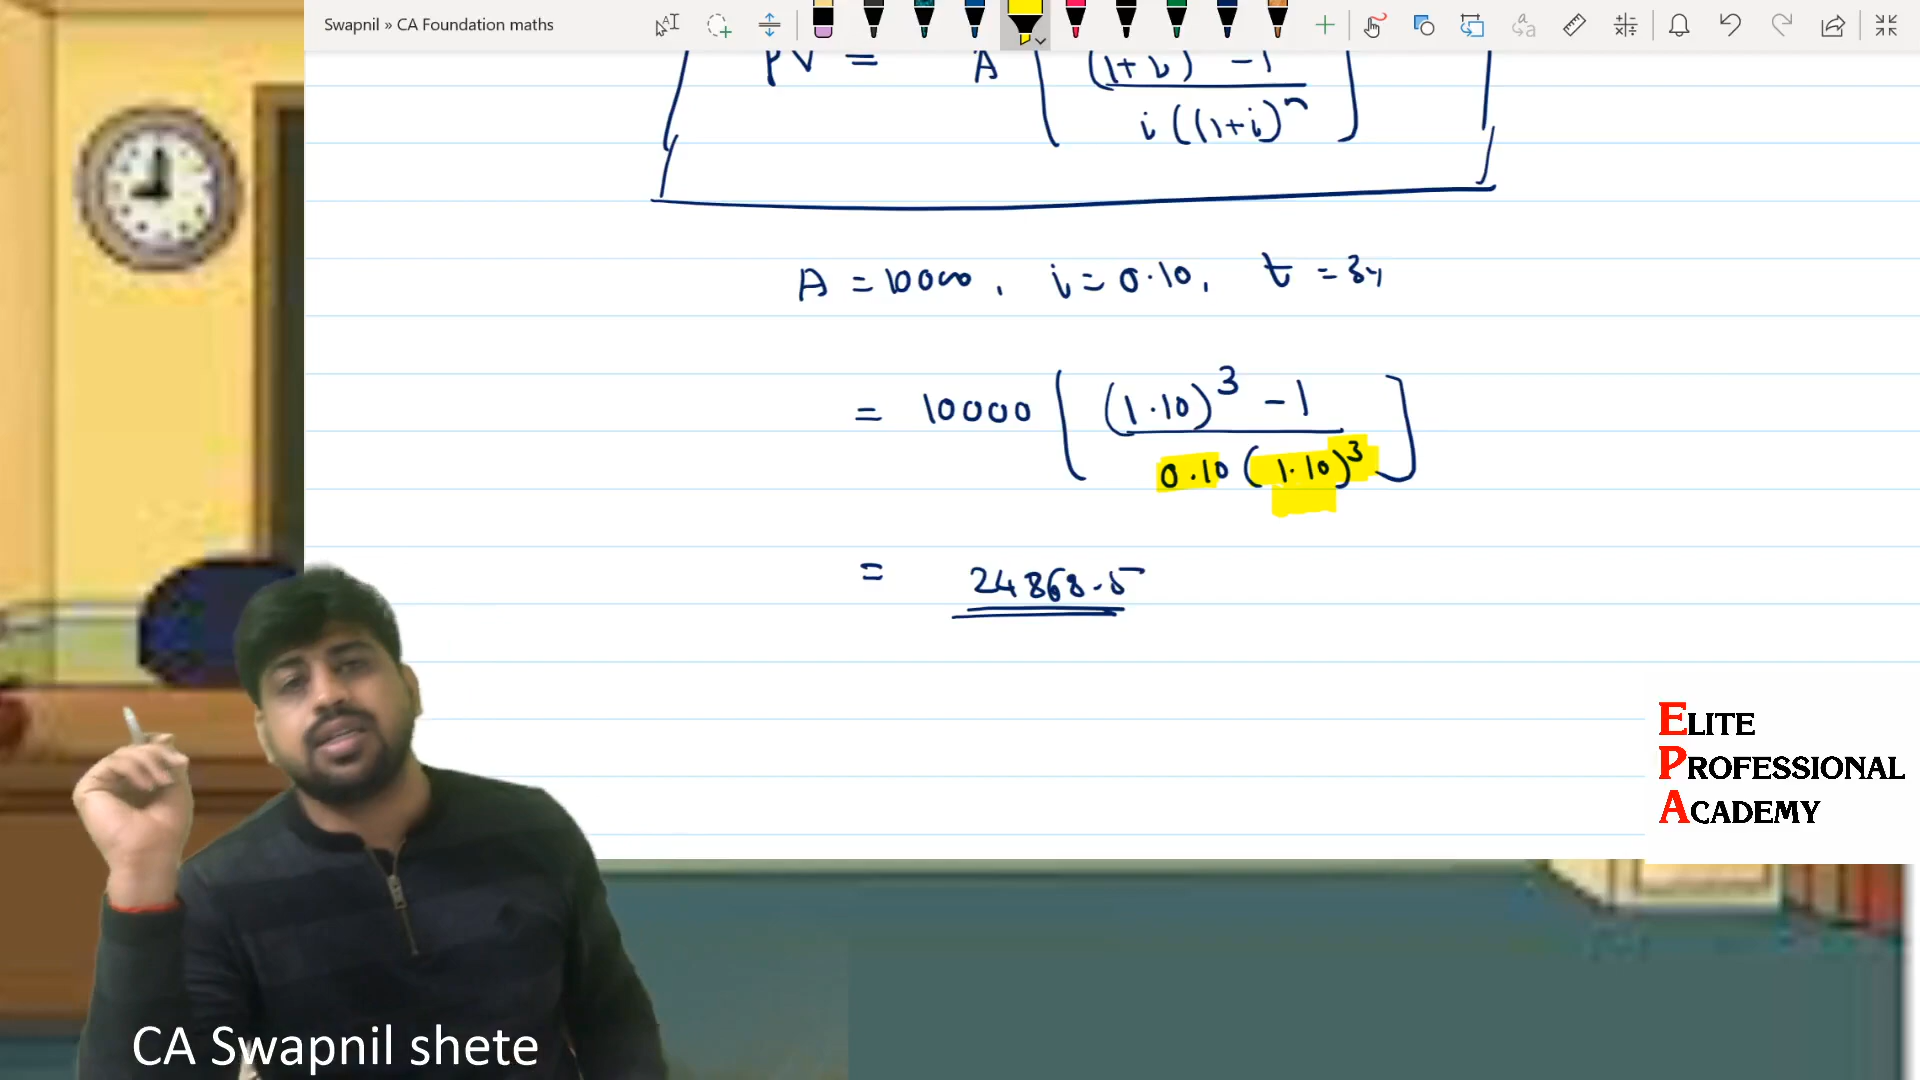 Swapnil » CA Foundation maths
PV = A [ (1+i) -1
i ((1+i)^n ]
A = 10000, i = 0.10, t = 3y
= 10000 [ (1.10)^3 -1
0.10 (1.10)^3 ]
= 24868.5
ELITE
PROFESSIONAL
ACADEMY
CA Swapnil shete